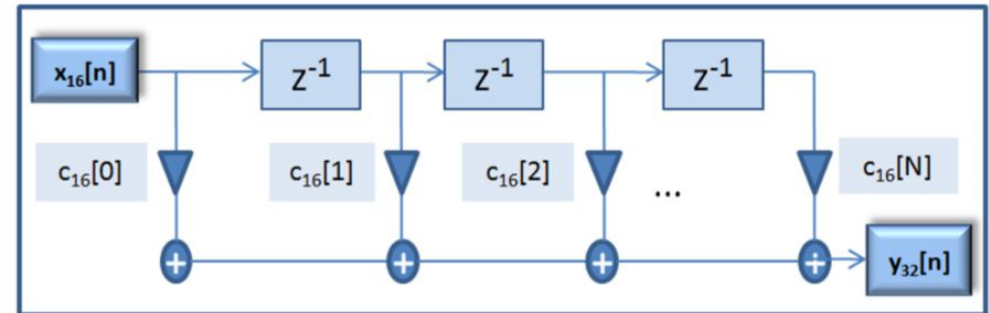 x₁₆[n]
Z⁻¹
Z⁻¹
Z⁻¹
c₁₆[0]
c₁₆[1]
c₁₆[2]
...
c₁₆[N]
+
+
+
+
y₃₂[n]